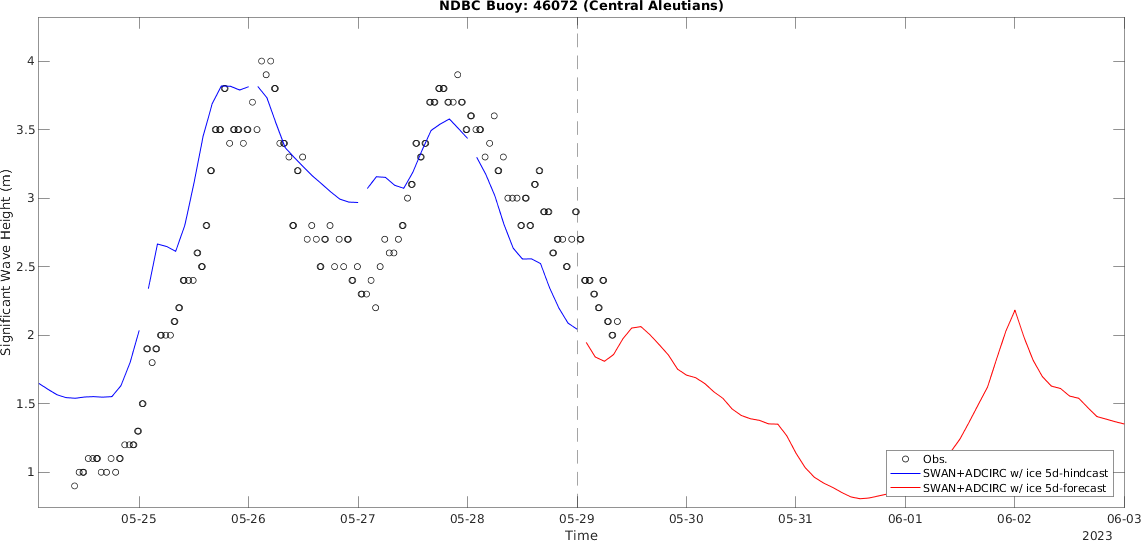 NDBC Buoy: 46072 (Central Aleutians)
Significant Wave Height (m)
4
3.5
3
2.5
2
1.5
1
Obs.
SWAN+ADCIRC w/ ice 5d-hindcast
SWAN+ADCIRC w/ ice 5d-forecast
05-25 05-26 05-27 05-28 05-29 05-30 05-31 06-01 06-02 06-03
Time
2023